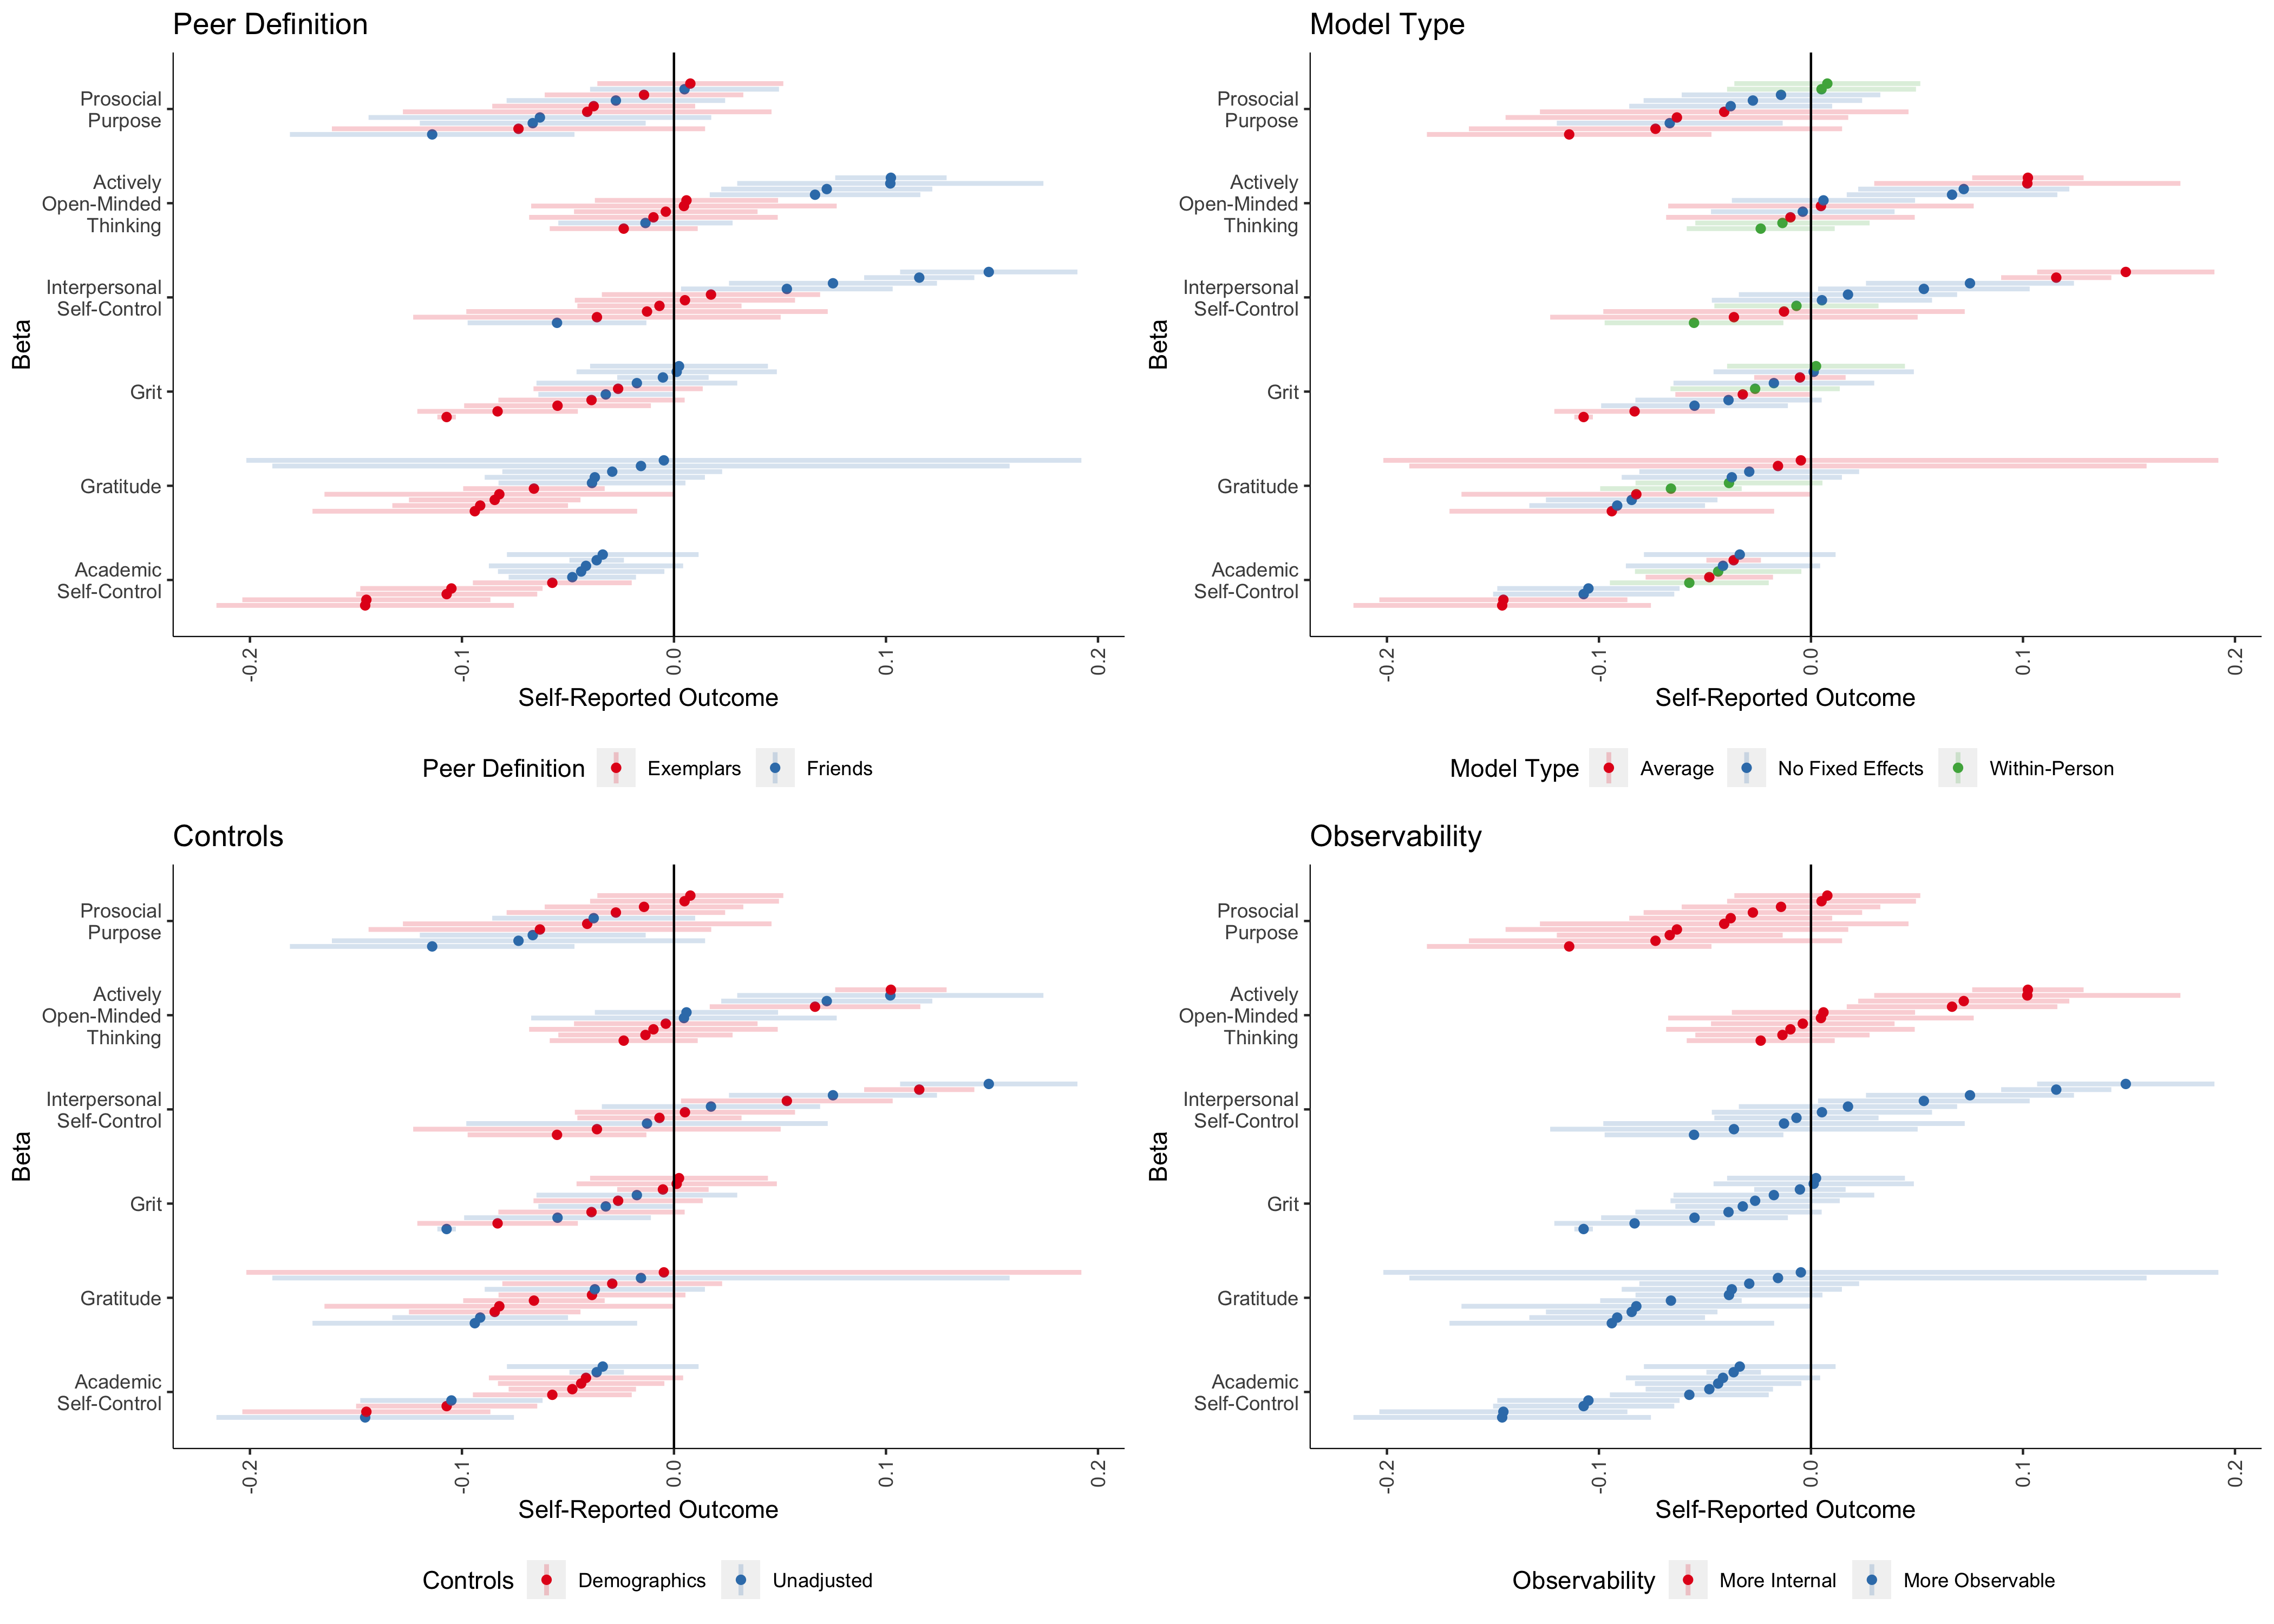 Peer Definition
Prosocial
Purpose
Actively
Open-Minded
Thinking
Interpersonal
Self-Control
Grit
Gratitude
Academic
Self-Control
Beta
-0.2
-0.1
0.0
0.1
0.2
Self-Reported Outcome
Peer Definition Exemplars Friends
Model Type
Prosocial
Purpose
Actively
Open-Minded
Thinking
Interpersonal
Self-Control
Grit
Gratitude
Academic
Self-Control
Beta
-0.2
-0.1
0.0
0.1
0.2
Self-Reported Outcome
Model Type Average No Fixed Effects Within-Person
Controls
Prosocial
Purpose
Actively
Open-Minded
Thinking
Interpersonal
Self-Control
Grit
Gratitude
Academic
Self-Control
Beta
-0.2
-0.1
0.0
0.1
0.2
Self-Reported Outcome
Controls Demographics Unadjusted
Observability
Prosocial
Purpose
Actively
Open-Minded
Thinking
Interpersonal
Self-Control
Grit
Gratitude
Academic
Self-Control
Beta
-0.2
-0.1
0.0
0.1
0.2
Self-Reported Outcome
Observability More Internal More Observable